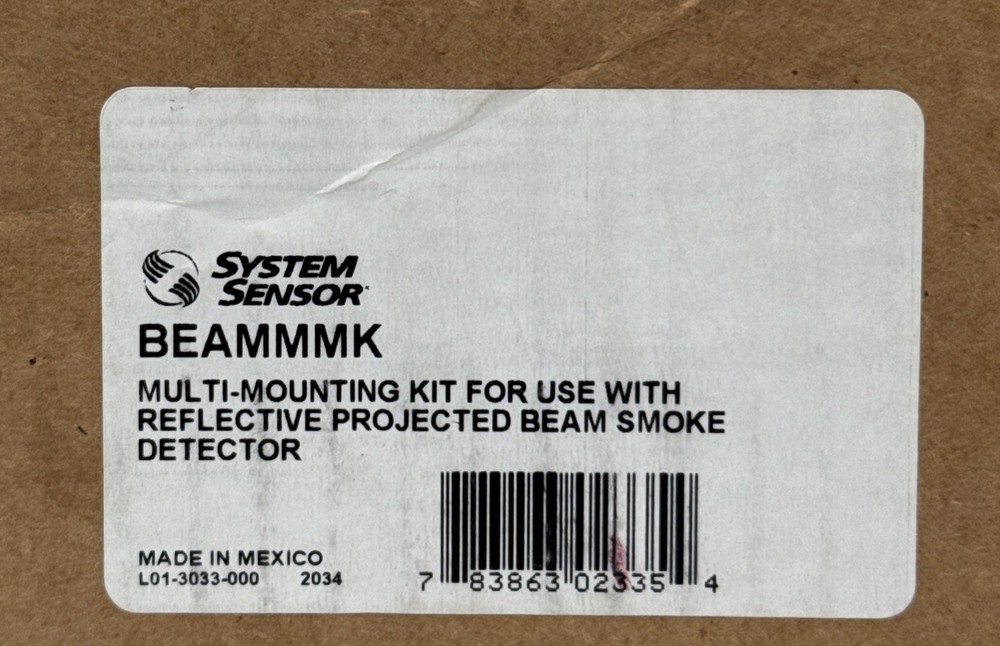 SYSTEM
SENSOR
BEAMMMK
MULTI-MOUNTING KIT FOR USE WITH
REFLECTIVE PROJECTED BEAM SMOKE
DETECTOR
MADE IN MEXICO
L01-3033-000 2034
7 83863 02335 4